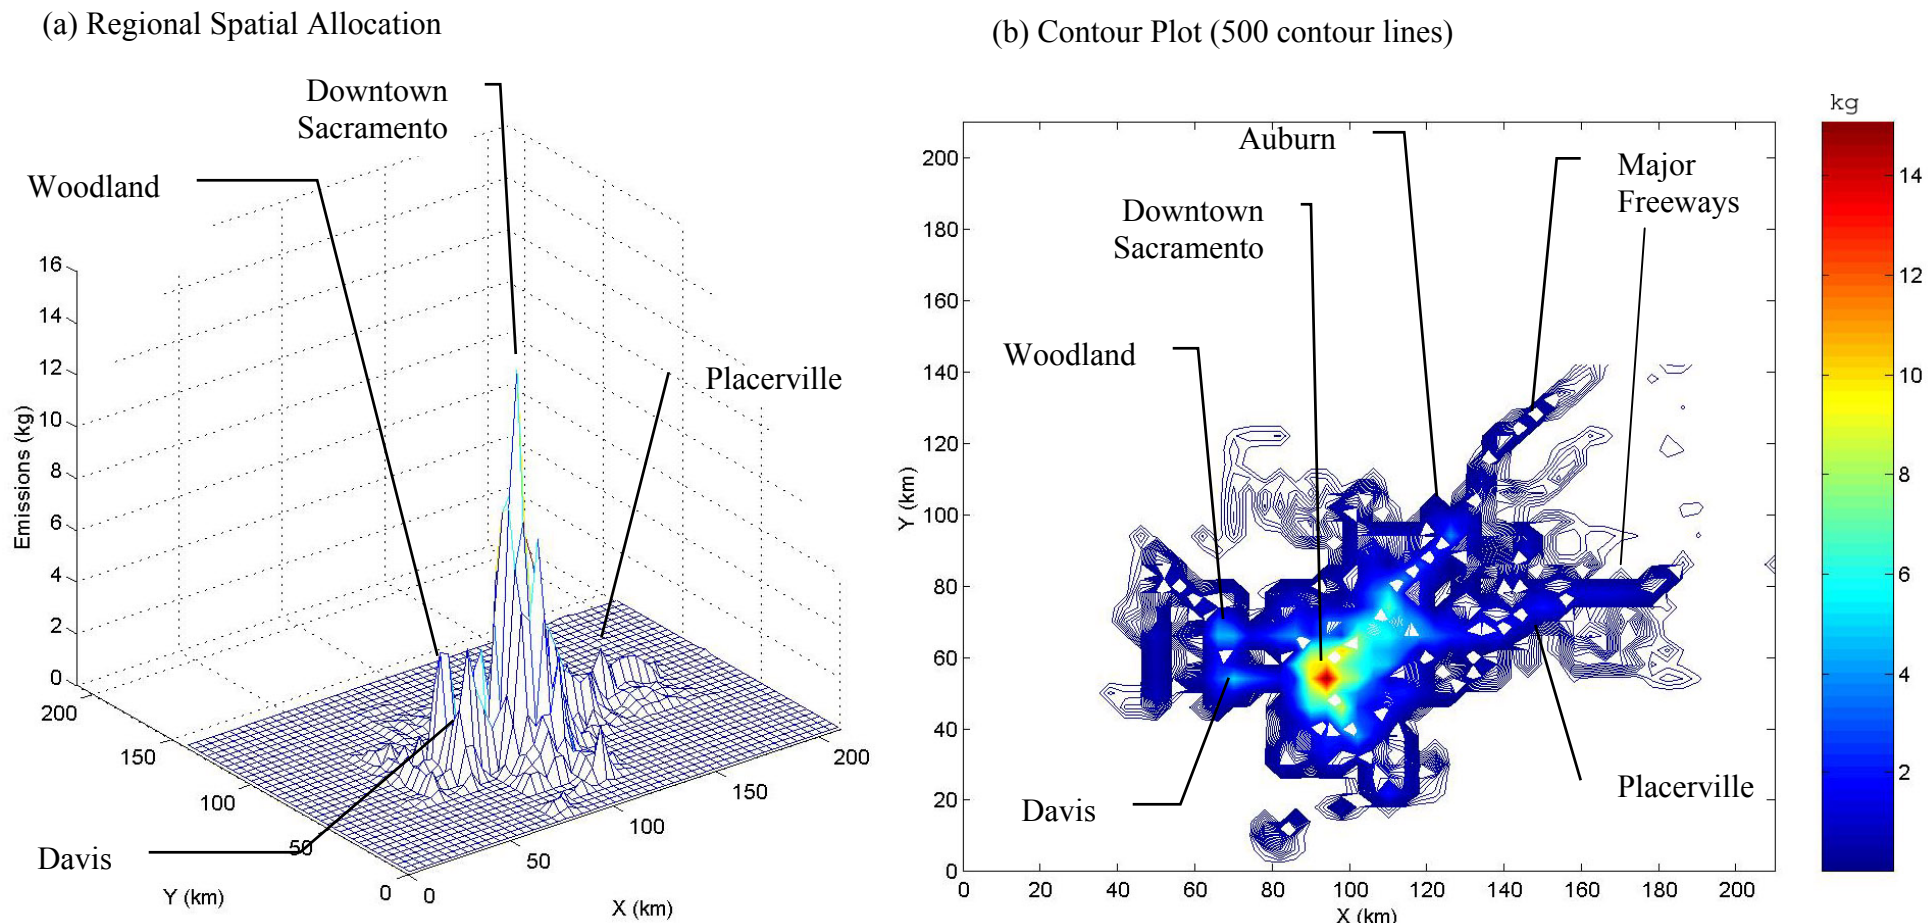 (a) Regional Spatial Allocation
(b) Contour Plot (500 contour lines)
Downtown
Sacramento
Woodland
Placerville
Davis
16
14
12
10
8
6
4
2
0
Emissions (kg)
200
150
100
50
0
Y (km)
0
50
100
150
200
X (km)
kg
Auburn
Major
Freeways
Downtown
Sacramento
Woodland
Davis
Placerville
200
180
160
140
120
100
80
60
40
20
0
Y (km)
0
20
40
60
80
100
120
140
160
180
200
X (km)
14
12
10
8
6
4
2